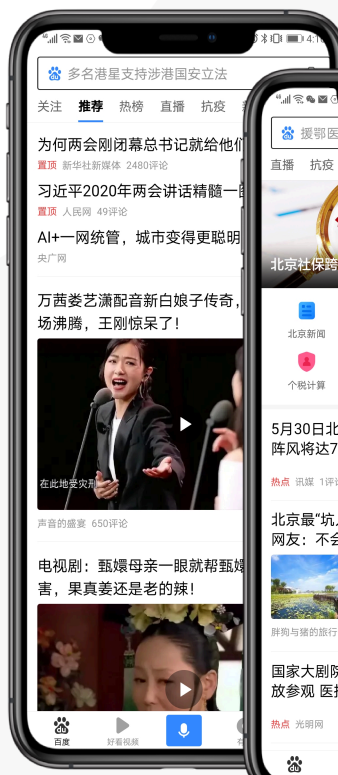 4:1
多名港星支持涉港国安立法
关注 推荐 热榜 直播 抗疫
为何两会刚闭幕总书记就给他们
置顶 新华社新媒体 2480评论
习近平2020年两会讲话精髓一
置顶 人民网 49评论
AI+一网统管，城市变得更聪明
央广网
万茜娄艺潇配音新白娘子传奇，
场沸腾，王刚惊呆了！
在此地受灾刑
声音的盛宴 650评论
电视剧：甄嬛母亲一眼就帮甄嬛
害，果真姜还是老的辣！
百度
好看视频
援鄂医
直播 抗疫
北京社保跨
北京新闻
个税计算
5月30日北
阵风将达7
热点 讯媒 1评
北京最“坑
网友：不会
胖狗与猪的旅行
国家大剧院
放参观 医护
热点 光明网